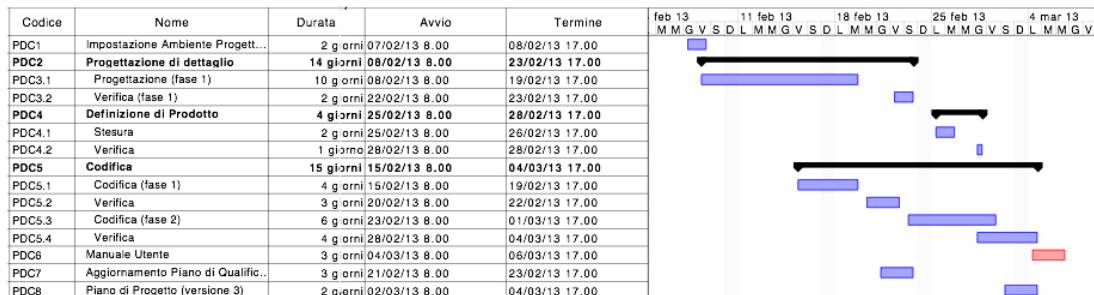 Codice Nome Durata Avvio Termine feb 13 11 feb 13 18 feb 13 25 feb 13 4 mar 13
M M G V S D L M M G V S D L M M G V S D L M M G V S D L M M G V
PDC1 Impostazione Ambiente Progett... 2 giorni 07/02/13 8.00 08/02/13 17.00
PDC2 Progettazione di dettaglio 14 giorni 08/02/13 8.00 23/02/13 17.00
PDC3.1 Progettazione (fase 1) 10 giorni 08/02/13 8.00 19/02/13 17.00
PDC3.2 Verifica (fase 1) 2 giorni 22/02/13 8.00 23/02/13 17.00
PDC4 Definizione di Prodotto 4 giorni 25/02/13 8.00 28/02/13 17.00
PDC4.1 Stesura 2 giorni 25/02/13 8.00 26/02/13 17.00
PDC4.2 Verifica 1 giorno 28/02/13 8.00 28/02/13 17.00
PDC5 Codifica 15 giorni 15/02/13 8.00 04/03/13 17.00
PDC5.1 Codifica (fase 1) 4 giorni 15/02/13 8.00 19/02/13 17.00
PDC5.2 Verifica 3 giorni 20/02/13 8.00 22/02/13 17.00
PDC5.3 Codifica (fase 2) 6 giorni 23/02/13 8.00 01/03/13 17.00
PDC5.4 Verifica 4 giorni 28/02/13 8.00 04/03/13 17.00
PDC6 Manuale Utente 3 giorni 04/03/13 8.00 06/03/13 17.00
PDC7 Aggiornamento Piano di Qualific... 3 giorni 21/02/13 8.00 23/02/13 17.00
PDC8 Piano di Progetto (versione 3) 2 giorni 02/03/13 8.00 04/03/13 17.00